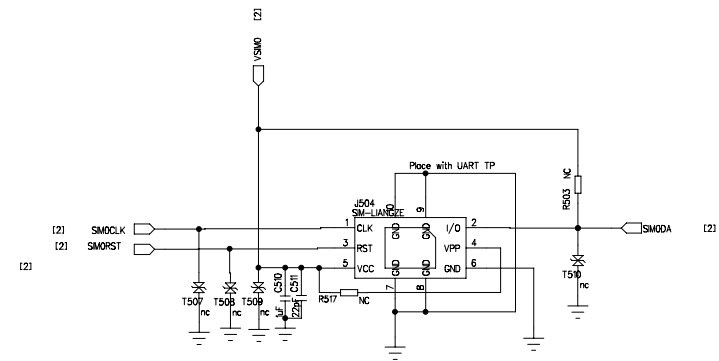 [2]
VSIM0
Place with UART TP
R503 NC
J504
SIM-LIANGZE
10
9
[2] SIM0CLK
1 CLK GND GND I/O 2
SIM0DA [2]
[2] SIM0RST
3 RST VPP 4
[2]
5 VCC GND GND GND 6
T510
nc
T507
nc
T508
nc
T509
nc
C510
1uF
C511
22pF
R517 NC
7
8